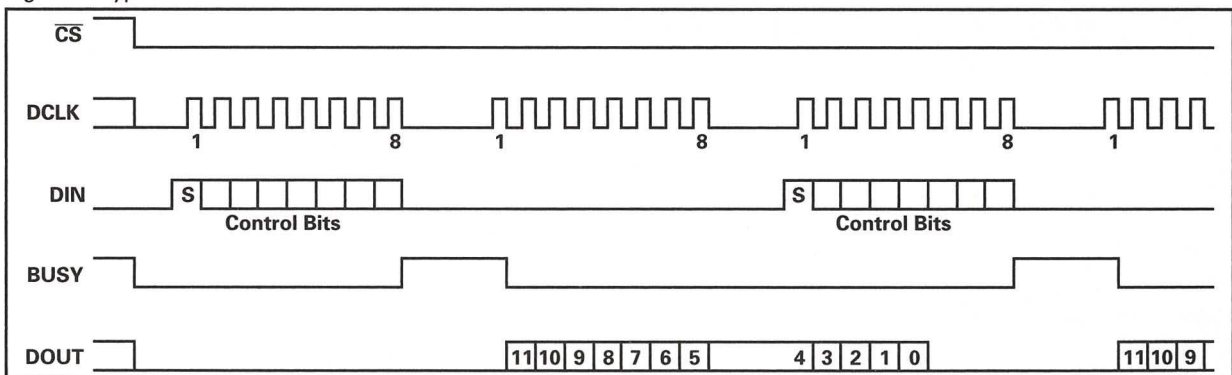 CS
DCLK
1 8 1 8 1 8 1
DIN S S
Control Bits Control Bits
BUSY
DOUT 11 10 9 8 7 6 5 4 3 2 1 0 11 10 9